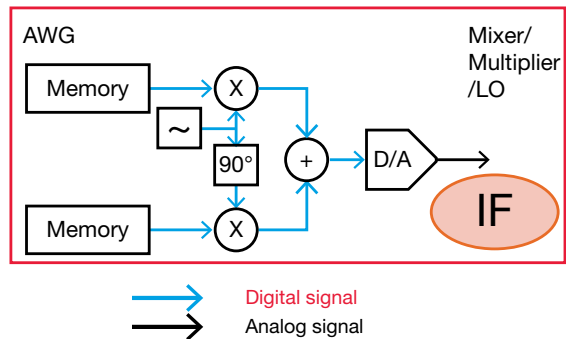 AWG
Mixer/
Multiplier
/LO
Memory
X
~
90°
+
D/A
IF
Memory
X
Digital signal
Analog signal